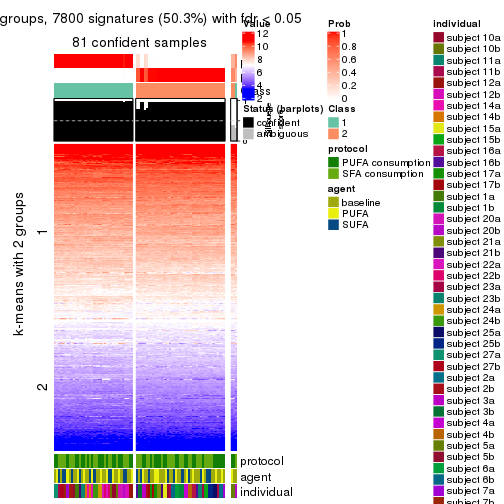 groups, 7800 signatures (50.3%) with fdr < 0.05
81 confident samples
k-means with 2 groups
1
2
protocol
agent
individual
Value
12
10
8
6
4
2
Status (barplots)
confident
ambiguous
Prob
1
0.8
0.6
0.4
0.2
0
Class
1
2
protocol
PUFA consumption
SFA consumption
agent
baseline
PUFA
SUFA
individual
subject 10a
subject 10b
subject 11a
subject 11b
subject 12a
subject 12b
subject 14a
subject 14b
subject 15a
subject 15b
subject 16a
subject 16b
subject 17a
subject 17b
subject 1a
subject 1b
subject 20a
subject 20b
subject 21a
subject 21b
subject 22a
subject 22b
subject 23a
subject 23b
subject 24a
subject 24b
subject 25a
subject 25b
subject 27a
subject 27b
subject 2a
subject 2b
subject 3a
subject 3b
subject 4a
subject 4b
subject 5a
subject 5b
subject 6a
subject 6b
subject 7a
subject 7b